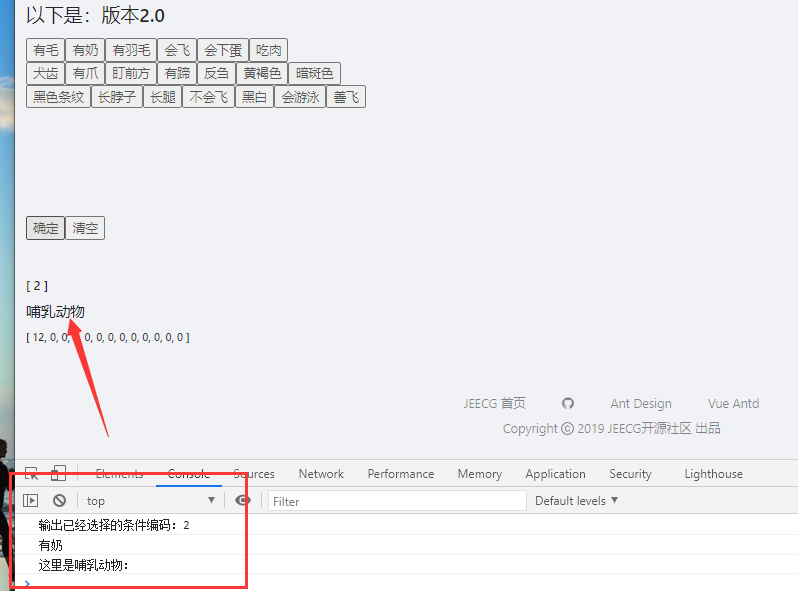 以下是：版本2.0
有毛 有奶 有羽毛 会飞 会下蛋 吃肉
犬齿 有爪 盯前方 有蹄 反刍 黄褐色 暗斑色
黑色条纹 长脖子 长腿 不会飞 黑白 会游泳 善飞
确定 清空
[ 2 ]
哺乳动物
[ 12, 0, 0, 0, 0, 0, 0, 0, 0, 0, 0, 0 ]
JEECG 首页 Ant Design Vue Antd
Copyright © 2019 JEECG开源社区 出品
Elements Console Sources Network Performance Memory Application Security Lighthouse
top Filter Default levels
输出已经选择的条件编码：2
有奶
这里是哺乳动物：